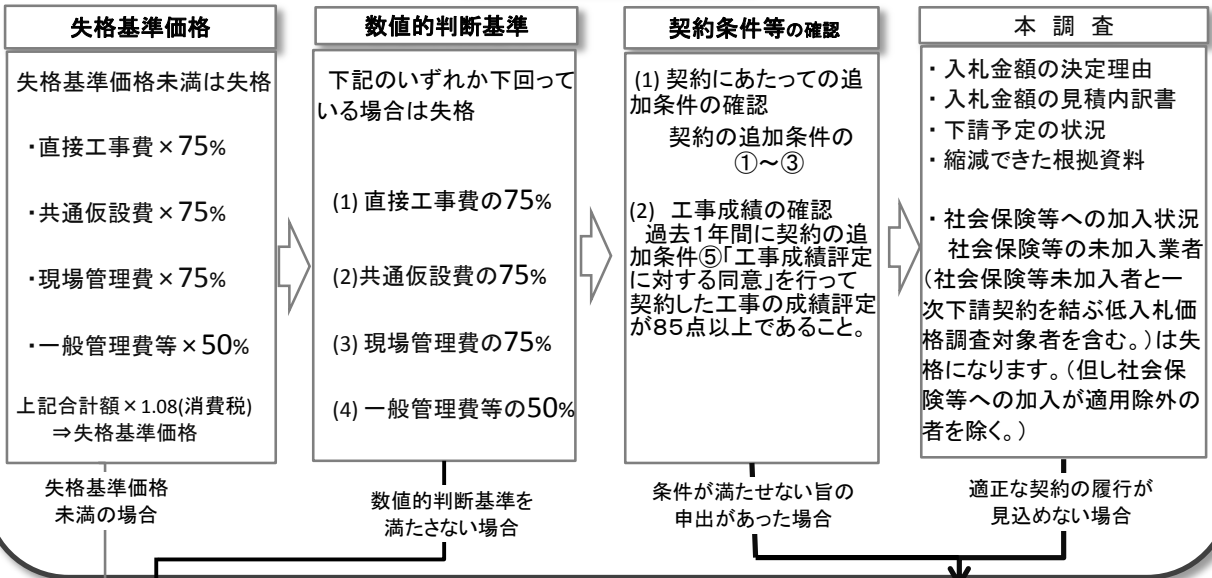 失格基準価格
失格基準価格未満は失格
・直接工事費×75%
・共通仮設費×75%
・現場管理費×75%
・一般管理費等×50%
上記合計額×1.08(消費税)
⇒失格基準価格
失格基準価格
未満の場合
数値的判断基準
下記のいずれか下回って
いる場合は失格
(1) 直接工事費の75%
(2)共通仮設費の75%
(3) 現場管理費の75%
(4) 一般管理費等の50%
数値的判断基準を
満たさない場合
契約条件等の確認
(1) 契約にあたっての追
加条件の確認
契約の追加条件の
①～③
(2) 工事成績の確認
過去1年間に契約の追
加条件⑤「工事成績評定
に対する同意」を行って
契約した工事の成績評定
が85点以上であること。
条件が満たせない旨の
申出があった場合
本 調 査
・入札金額の決定理由
・入札金額の見積内訳書
・下請予定の状況
・縮減できた根拠資料
・社会保険等への加入状況
社会保険等の未加入業者
(社会保険等未加入者と一
次下請契約を結ぶ低入札価
格調査対象者を含む。)は失
格になります。(但し社会保
険等への加入が適用除外の
者を除く。)
適正な契約の履行が
見込めない場合